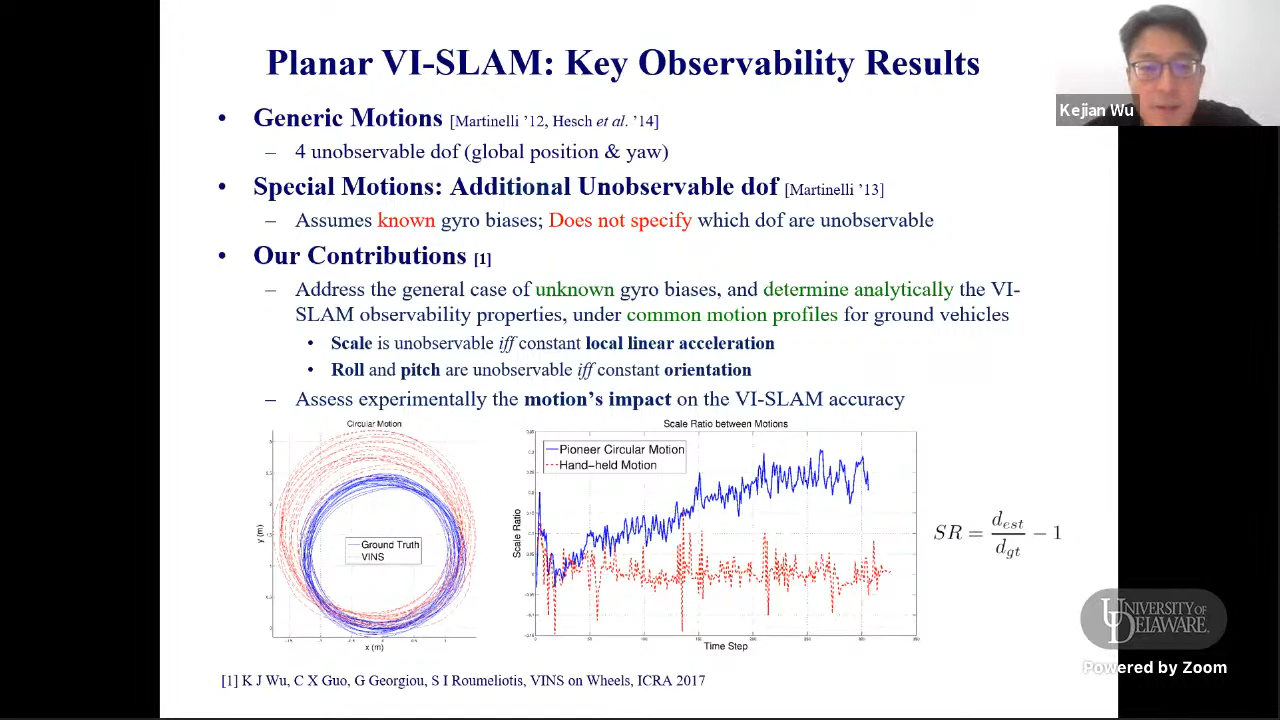 Planar VI-SLAM: Key Observability Results
Kejian Wu
• Generic Motions [Martinelli '12, Hesch et al. '14]
– 4 unobservable dof (global position & yaw)
• Special Motions: Additional Unobservable dof [Martinelli '13]
– Assumes known gyro biases; Does not specify which dof are unobservable
• Our Contributions [1]
– Address the general case of unknown gyro biases, and determine analytically the VI-
SLAM observability properties, under common motion profiles for ground vehicles
• Scale is unobservable iff constant local linear acceleration
• Roll and pitch are unobservable iff constant orientation
– Assess experimentally the motion's impact on the VI-SLAM accuracy
Circular Motion
y (m)
Ground Truth
VINS
x (m)
Scale Ratio between Motions
Scale Ratio
Pioneer Circular Motion
Hand-held Motion
Time Step
SR = d_est / d_gt − 1
UNIVERSITY OF
DELAWARE.
Powered by Zoom
[1] K J Wu, C X Guo, G Georgiou, S I Roumeliotis, VINS on Wheels, ICRA 2017